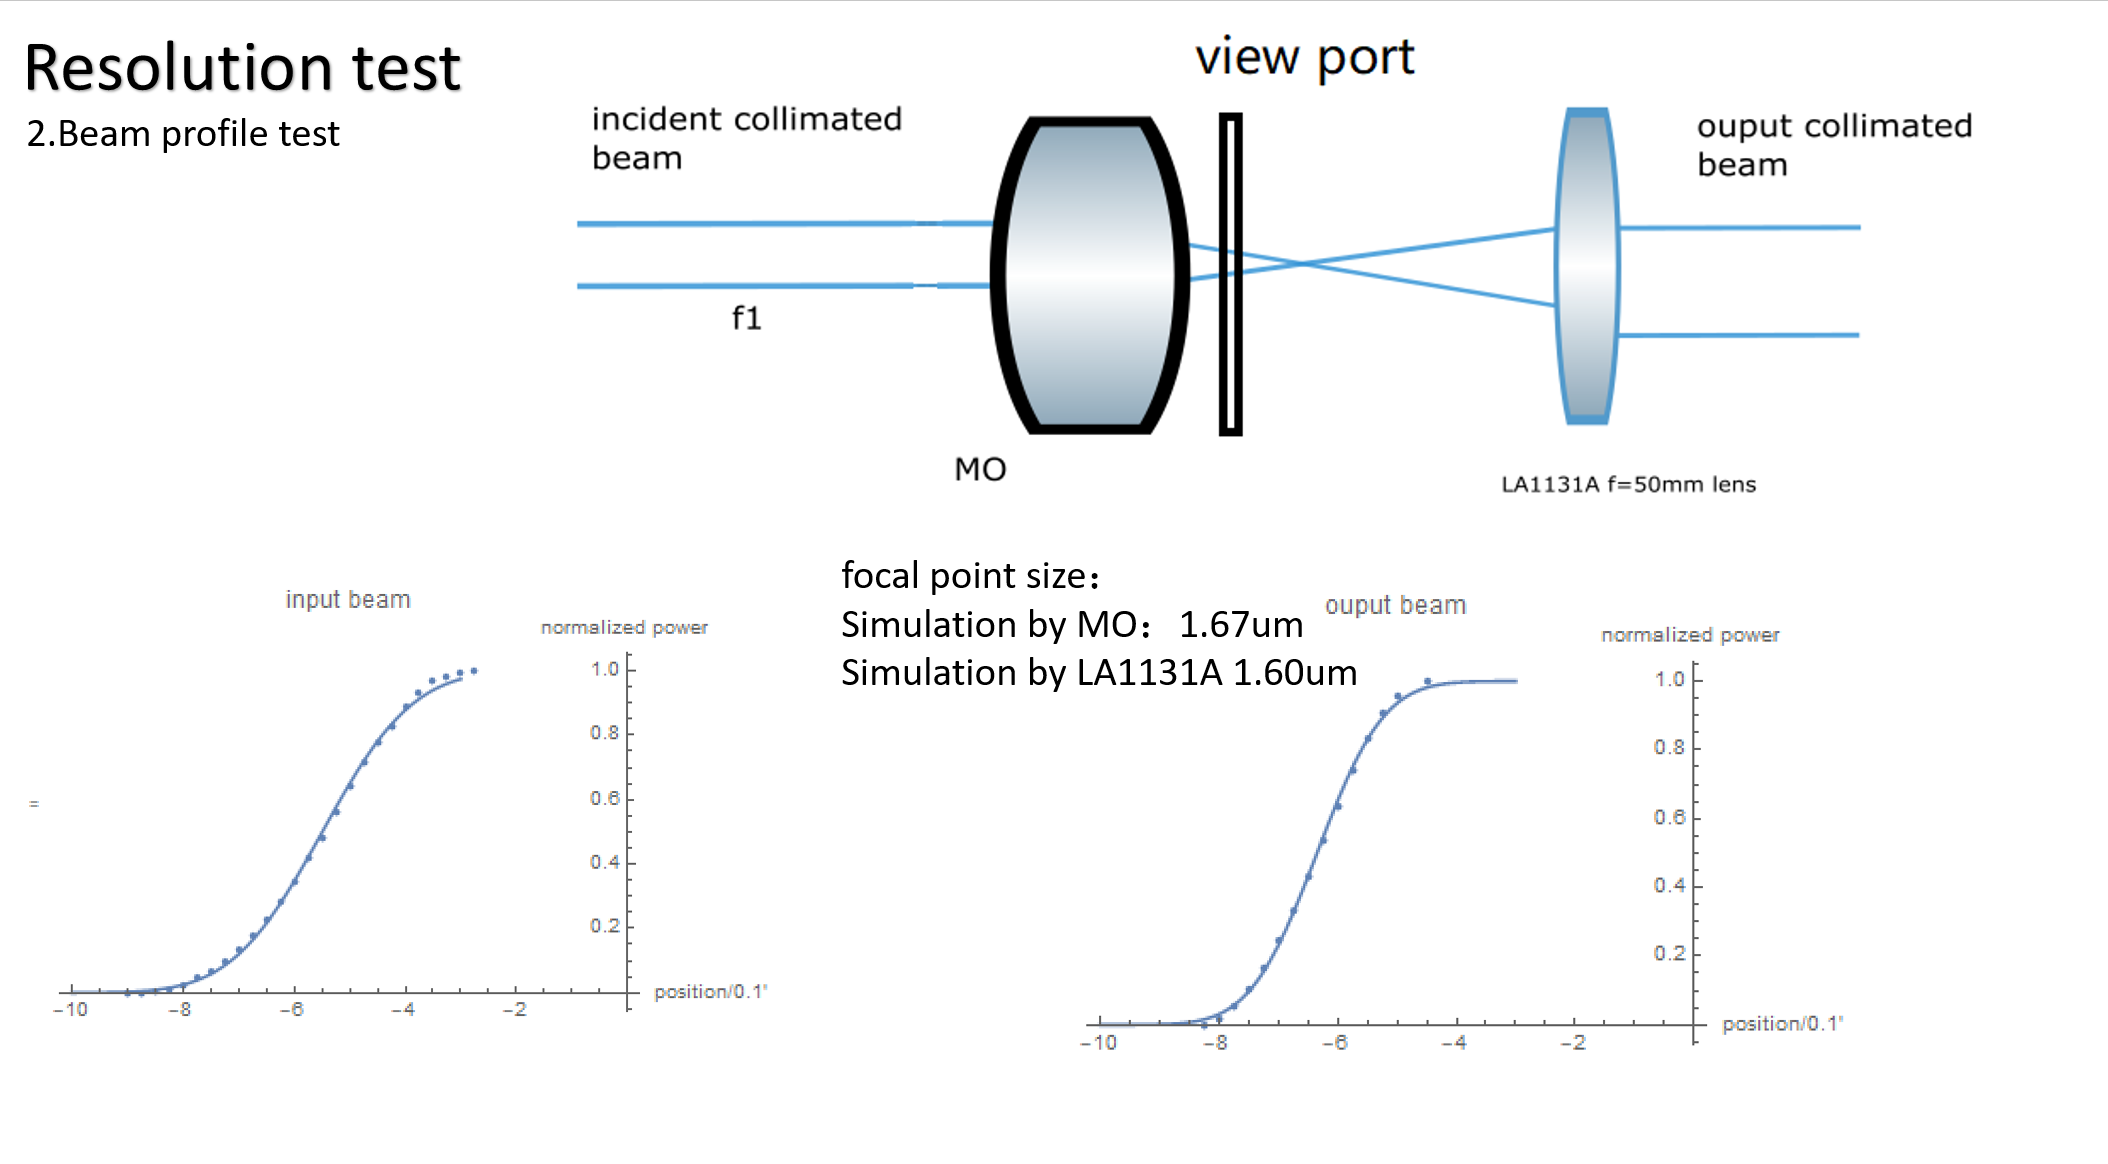 Resolution test
2.Beam profile test
view port
incident collimated
beam
ouput collimated
beam
f1
MO
LA1131A f=50mm lens
focal point size：
Simulation by MO： 1.67um
Simulation by LA1131A 1.60um
input beam
normalized power
1.0
0.8
0.6
0.4
0.2
position/0.1'
−10
−8
−6
−4
−2
=
ouput beam
normalized power
1.0
0.8
0.6
0.4
0.2
position/0.1'
−10
−8
−6
−4
−2